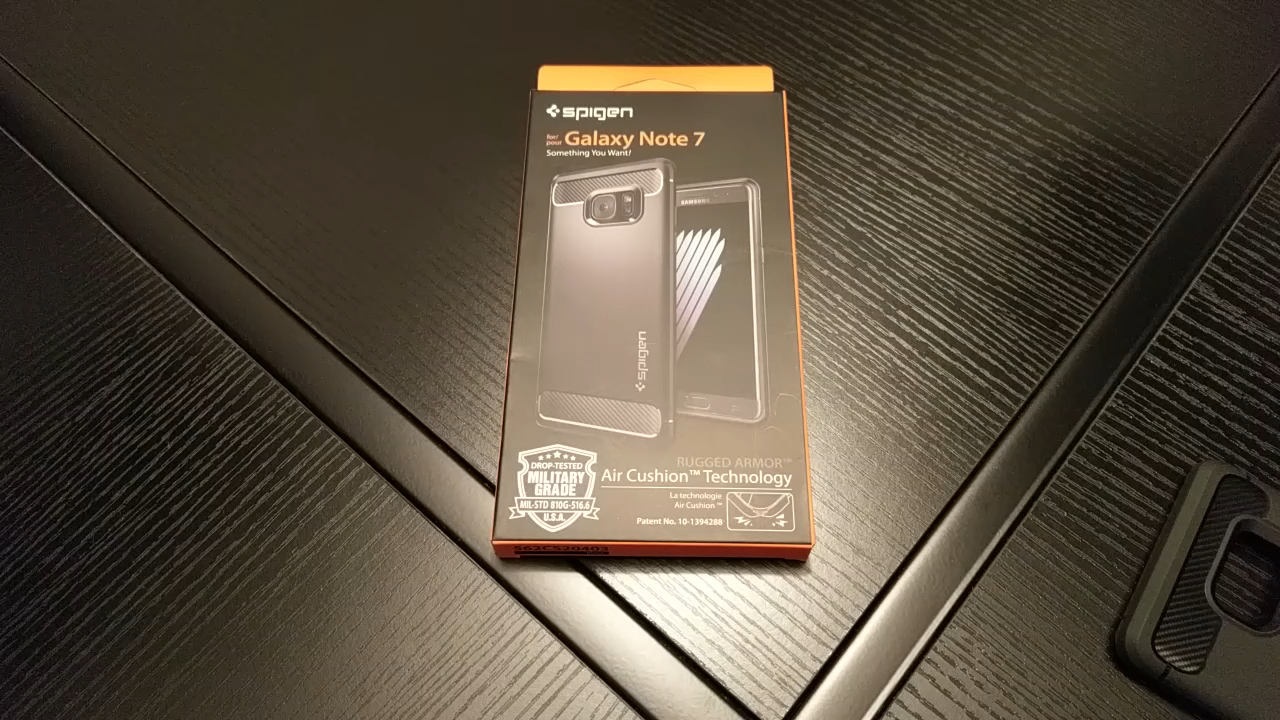 spigen
for/
pour
Galaxy Note 7
Something You Want!
SAMSUNG
spigen
DROP-TESTED
MILITARY
GRADE
MIL-STD 810G-516.6
U.S.A.
RUGGED ARMOR™
Air Cushion™ Technology
La technologie
Air Cushion™
Patent No. 10-1394288
562CS20403